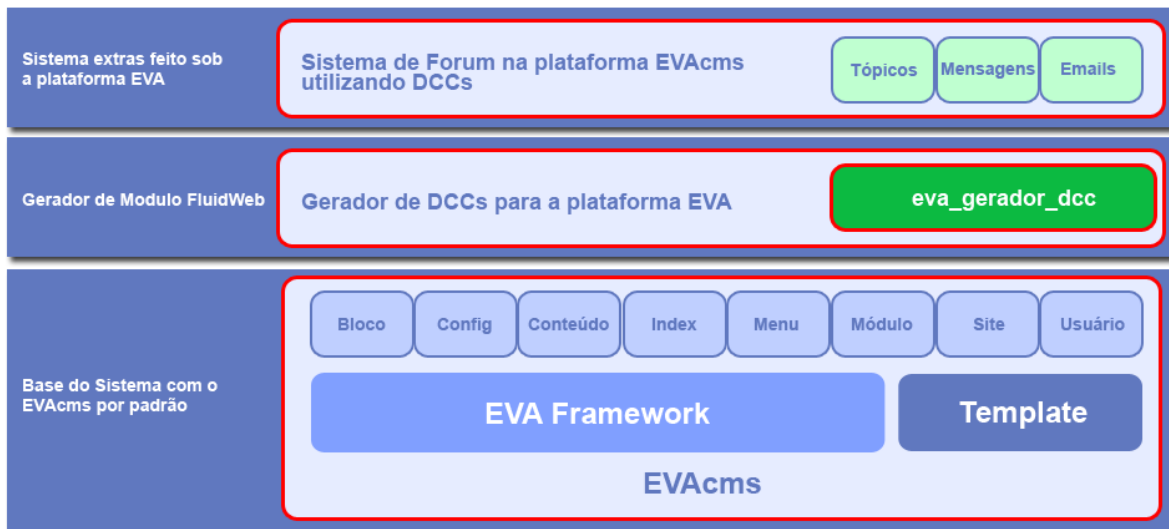 Sistema extras feito sob
a plataforma EVA
Sistema de Forum na plataforma EVAcms
utilizando DCCs
Tópicos
Mensagens
Emails
Gerador de Modulo FluidWeb
Gerador de DCCs para a plataforma EVA
eva_gerador_dcc
Base do Sistema com o
EVAcms por padrão
Bloco
Config
Conteúdo
Index
Menu
Módulo
Site
Usuário
EVA Framework
Template
EVAcms